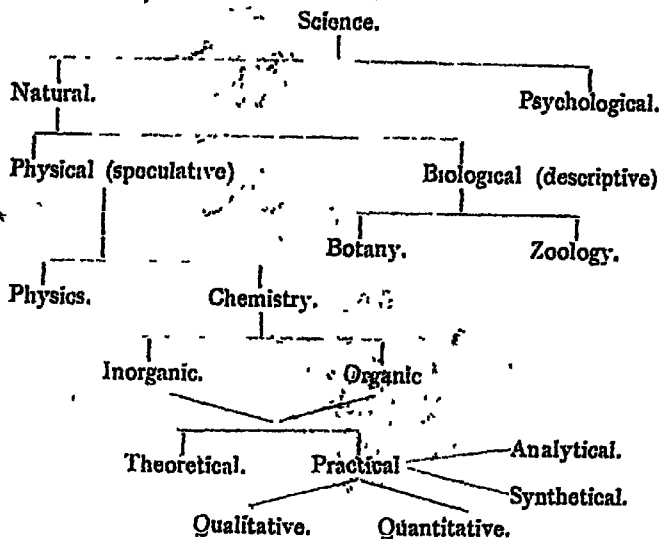 Science.
Natural. Psychological.
Physical (speculative) Biological (descriptive)
Botany. Zoology.
Physics. Chemistry.
Inorganic. Organic
Theoretical. Practical Analytical.
Synthetical.
Qualitative. Quantitative.